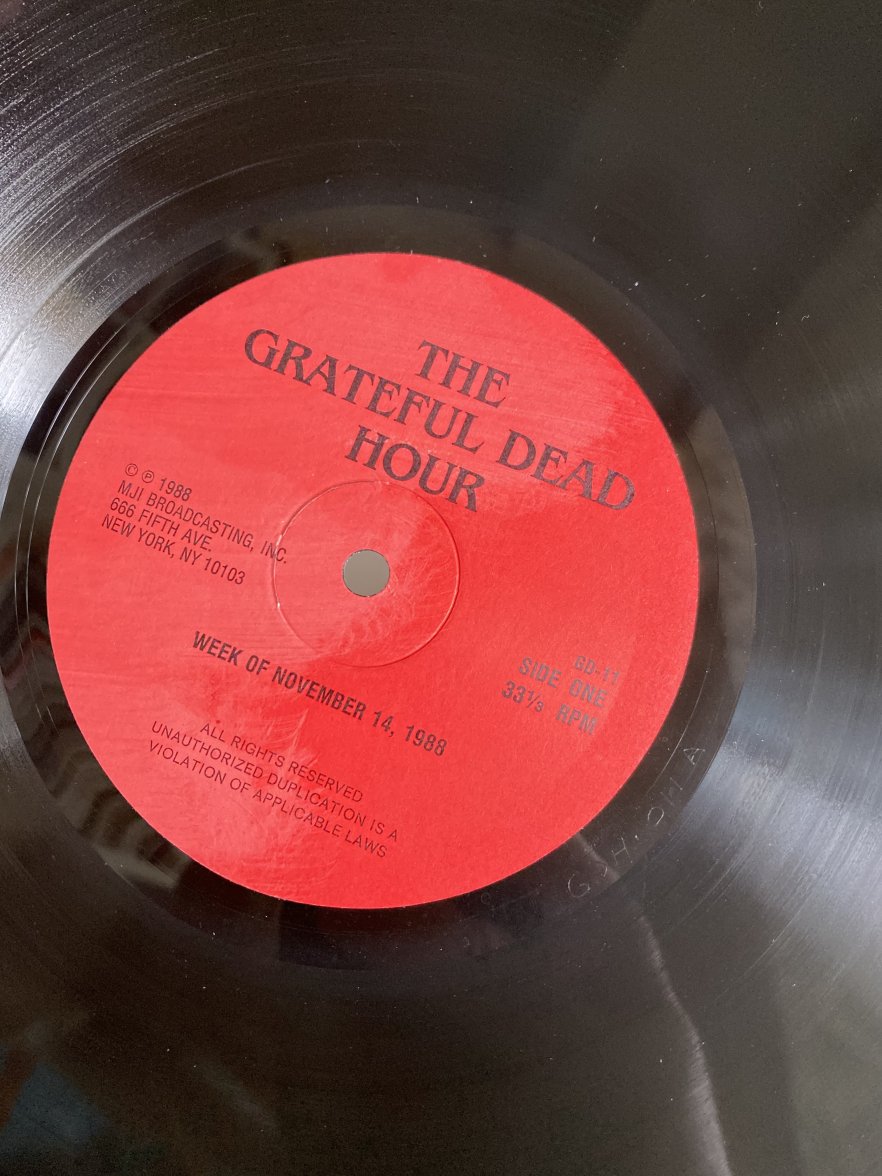 THE
GRATEFUL DEAD
HOUR
© ℗ 1988
MJI BROADCASTING, INC.
666 FIFTH AVE.
NEW YORK, NY 10103
GD-11
SIDE ONE
33⅓ RPM
WEEK OF NOVEMBER 14, 1988
ALL RIGHTS RESERVED
UNAUTHORIZED DUPLICATION IS A
VIOLATION OF APPLICABLE LAWS